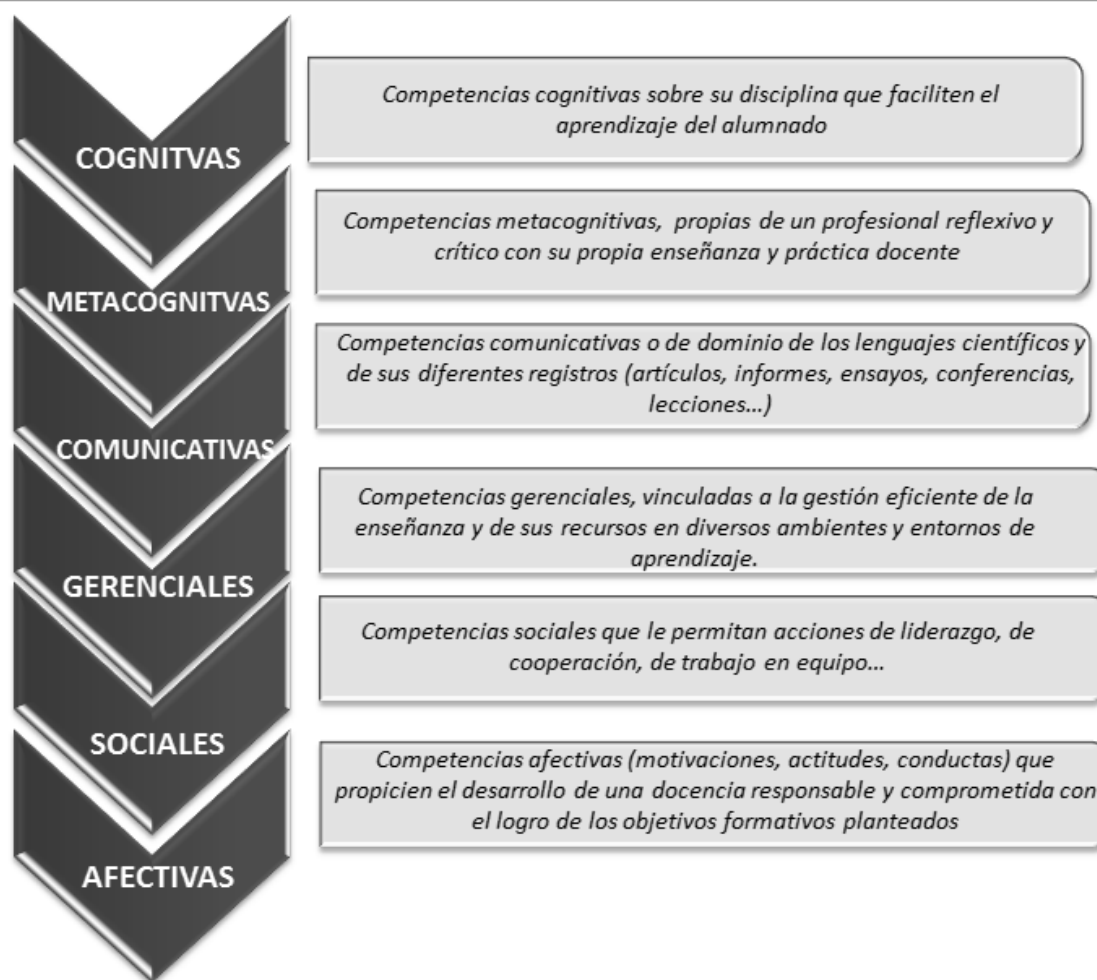 COGNITVAS
Competencias cognitivas sobre su disciplina que faciliten el
aprendizaje del alumnado
METACOGNITVAS
Competencias metacognitivas, propias de un profesional reflexivo y
crítico con su propia enseñanza y práctica docente
COMUNICATIVAS
Competencias comunicativas o de dominio de los lenguajes científicos y
de sus diferentes registros (artículos, informes, ensayos, conferencias,
lecciones...)
GERENCIALES
Competencias gerenciales, vinculadas a la gestión eficiente de la
enseñanza y de sus recursos en diversos ambientes y entornos de
aprendizaje.
SOCIALES
Competencias sociales que le permitan acciones de liderazgo, de
cooperación, de trabajo en equipo...
AFECTIVAS
Competencias afectivas (motivaciones, actitudes, conductas) que
propicien el desarrollo de una docencia responsable y comprometida con
el logro de los objetivos formativos planteados